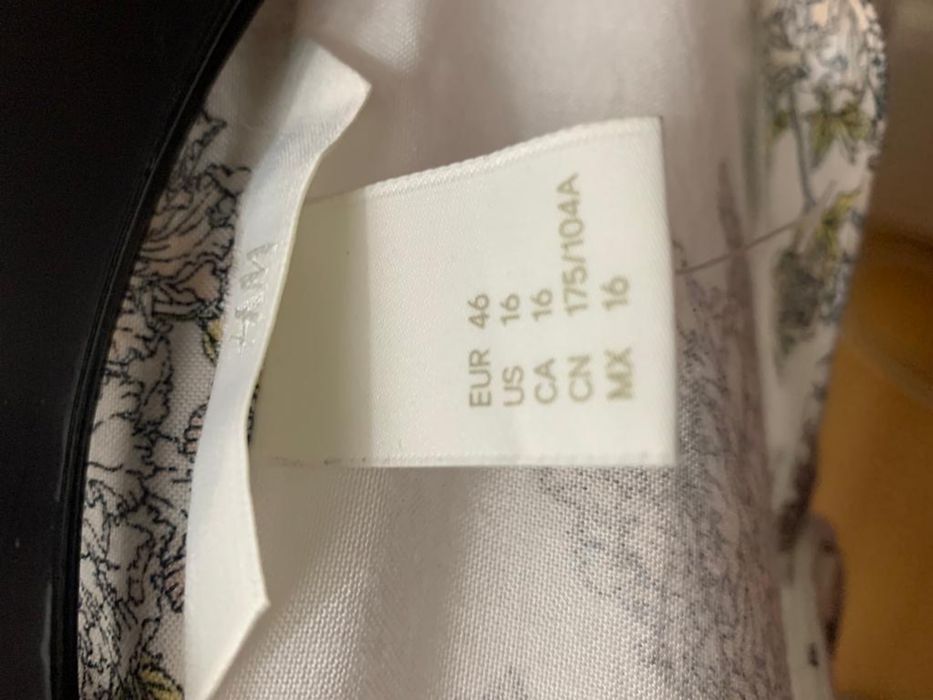 H&M
EUR 46
US 16
CA 16
CN 175/104A
MX 16